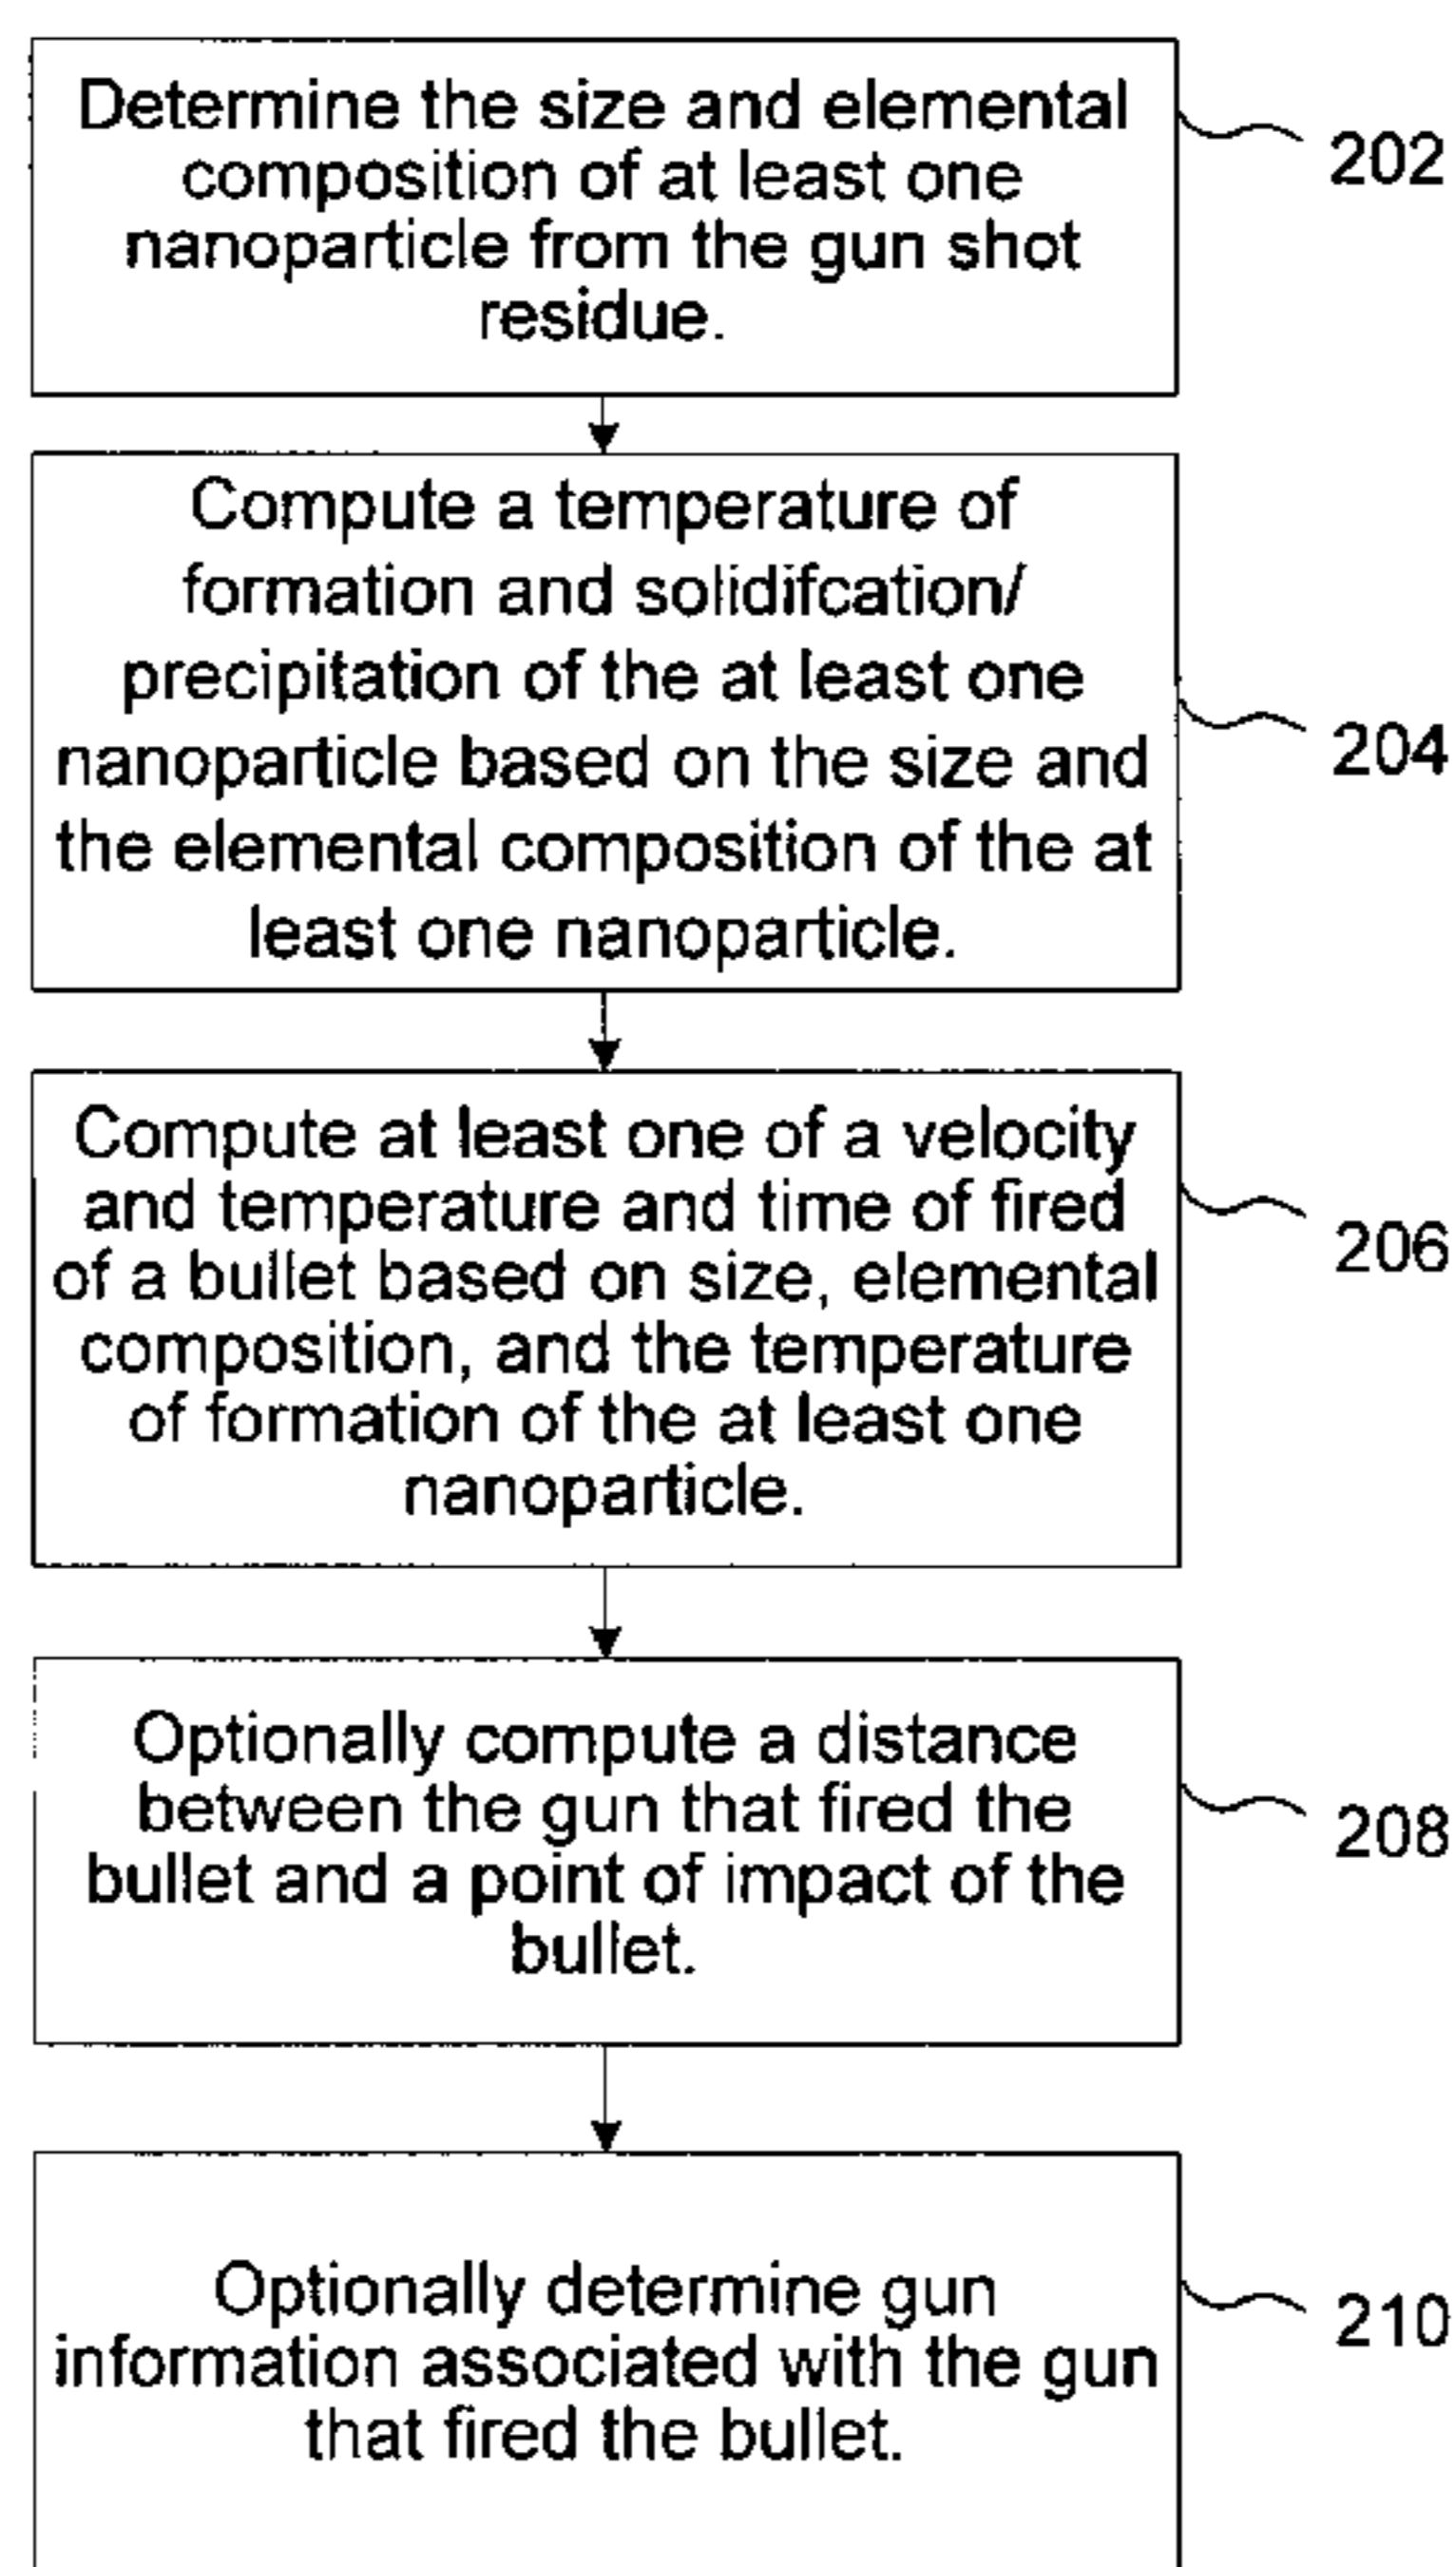 Determine the size and elemental
composition of at least one
nanoparticle from the gun shot
residue.
202
Compute a temperature of
formation and solidifcation/
precipitation of the at least one
nanoparticle based on the size and
the elemental composition of the at
least one nanoparticle.
204
Compute at least one of a velocity
and temperature and time of fired
of a bullet based on size, elemental
composition, and the temperature
of formation of the at least one
nanoparticle.
206
Optionally compute a distance
between the gun that fired the
bullet and a point of impact of the
bullet.
208
Optionally determine gun
information associated with the gun
that fired the bullet.
210